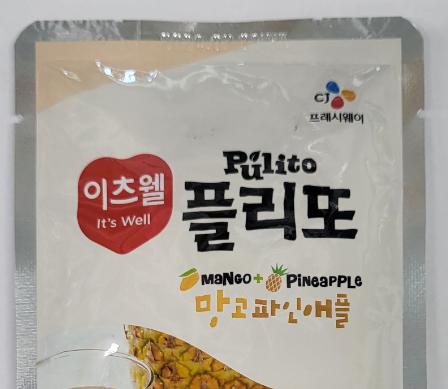 CJ
프레시웨이
Pulito
이츠웰
It's Well
플리또
MANGO + PINEAPPLE
망고파인애플